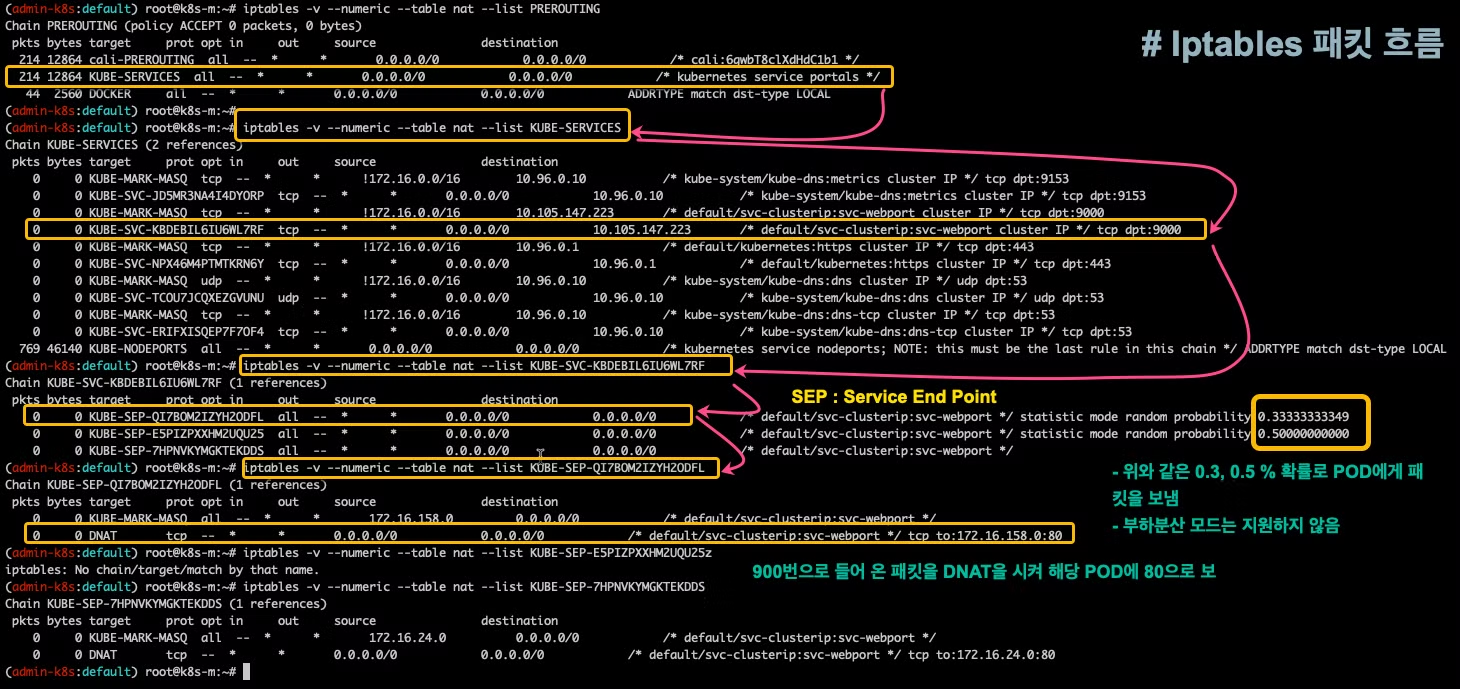 (admin-k8s:default) root@k8s-m:~# iptables -v --numeric --table nat --list PREROUTING
Chain PREROUTING (policy ACCEPT 0 packets, 0 bytes)
# Iptables 패킷 흐름
pkts bytes target prot opt in out source destination
214 12864 cali-PREROUTING all -- * * 0.0.0.0/0 0.0.0.0/0 /* cali:6gwbT8clXdHdC1b1 */
214 12864 KUBE-SERVICES all -- * * 0.0.0.0/0 0.0.0.0/0 /* kubernetes service portals */
44 2560 DOCKER all -- * * 0.0.0.0/0 0.0.0.0/0 ADDRTYPE match dst-type LOCAL
(admin-k8s:default) root@k8s-m:~#
(admin-k8s:default) root@k8s-m:~# iptables -v --numeric --table nat --list KUBE-SERVICES
Chain KUBE-SERVICES (2 references)
pkts bytes target prot opt in out source destination
0 0 KUBE-MARK-MASQ tcp -- * * !172.16.0.0/16 10.96.0.10 /* kube-system/kube-dns:metrics cluster IP */ tcp dpt:9153
0 0 KUBE-SVC-JD5MR3NA4I4DYORP tcp -- * * 0.0.0.0/0 10.96.0.10 /* kube-system/kube-dns:metrics cluster IP */ tcp dpt:9153
0 0 KUBE-MARK-MASQ tcp -- * * !172.16.0.0/16 10.105.147.223 /* default/svc-clusterip:svc-webport cluster IP */ tcp dpt:9000
0 0 KUBE-SVC-KBDEBIL6IU6WL7RF tcp -- * * 0.0.0.0/0 10.105.147.223 /* default/svc-clusterip:svc-webport cluster IP */ tcp dpt:9000
0 0 KUBE-MARK-MASQ tcp -- * * !172.16.0.0/16 10.96.0.1 /* default/kubernetes:https cluster IP */ tcp dpt:443
0 0 KUBE-SVC-NPX46M4PTMTKRN6Y tcp -- * * 0.0.0.0/0 10.96.0.1 /* default/kubernetes:https cluster IP */ tcp dpt:443
0 0 KUBE-MARK-MASQ udp -- * * !172.16.0.0/16 10.96.0.10 /* kube-system/kube-dns:dns cluster IP */ udp dpt:53
0 0 KUBE-SVC-TCOU7JCQXEZGVUNU udp -- * * 0.0.0.0/0 10.96.0.10 /* kube-system/kube-dns:dns cluster IP */ udp dpt:53
0 0 KUBE-MARK-MASQ tcp -- * * !172.16.0.0/16 10.96.0.10 /* kube-system/kube-dns:dns-tcp cluster IP */ tcp dpt:53
0 0 KUBE-SVC-ERIFXISQEP7F7OF4 tcp -- * * 0.0.0.0/0 10.96.0.10 /* kube-system/kube-dns:dns-tcp cluster IP */ tcp dpt:53
769 46140 KUBE-NODEPORTS all -- * * 0.0.0.0/0 0.0.0.0/0 /* kubernetes service nodeports; NOTE: this must be the last rule in this chain */ ADDRTYPE match dst-type LOCAL
(admin-k8s:default) root@k8s-m:~# iptables -v --numeric --table nat --list KUBE-SVC-KBDEBIL6IU6WL7RF
Chain KUBE-SVC-KBDEBIL6IU6WL7RF (1 references)
pkts bytes target prot opt in out source destination
SEP : Service End Point
0 0 KUBE-SEP-QI7BOM2IZYH2ODFL all -- * * 0.0.0.0/0 0.0.0.0/0 /* default/svc-clusterip:svc-webport */ statistic mode random probability 0.33333333349
0 0 KUBE-SEP-E5PIZPXXHM2UQU25 all -- * * 0.0.0.0/0 0.0.0.0/0 /* default/svc-clusterip:svc-webport */ statistic mode random probability 0.50000000000
0 0 KUBE-SEP-7HPNVKYMGKTEKDDS all -- * * 0.0.0.0/0 0.0.0.0/0 /* default/svc-clusterip:svc-webport */
(admin-k8s:default) root@k8s-m:~# iptables -v --numeric --table nat --list KUBE-SEP-QI7BOM2IZYH2ODFL
Chain KUBE-SEP-QI7BOM2IZYH2ODFL (1 references)
- 위와 같은 0.3, 0.5 % 확률로 POD에게 패
킷을 보냄
- 부하분산 모드는 지원하지 않음
pkts bytes target prot opt in out source destination
0 0 KUBE-MARK-MASQ all -- * * 172.16.158.0 0.0.0.0/0 /* default/svc-clusterip:svc-webport */
0 0 DNAT tcp -- * * 0.0.0.0/0 0.0.0.0/0 /* default/svc-clusterip:svc-webport */ tcp to:172.16.158.0:80
(admin-k8s:default) root@k8s-m:~# iptables -v --numeric --table nat --list KUBE-SEP-E5PIZPXXHM2UQU25z
iptables: No chain/target/match by that name.
900번으로 들어 온 패킷을 DNAT을 시켜 해당 POD에 80으로 보
(admin-k8s:default) root@k8s-m:~# iptables -v --numeric --table nat --list KUBE-SEP-7HPNVKYMGKTEKDDS
Chain KUBE-SEP-7HPNVKYMGKTEKDDS (1 references)
pkts bytes target prot opt in out source destination
0 0 KUBE-MARK-MASQ all -- * * 172.16.24.0 0.0.0.0/0 /* default/svc-clusterip:svc-webport */
0 0 DNAT tcp -- * * 0.0.0.0/0 0.0.0.0/0 /* default/svc-clusterip:svc-webport */ tcp to:172.16.24.0:80
(admin-k8s:default) root@k8s-m:~#